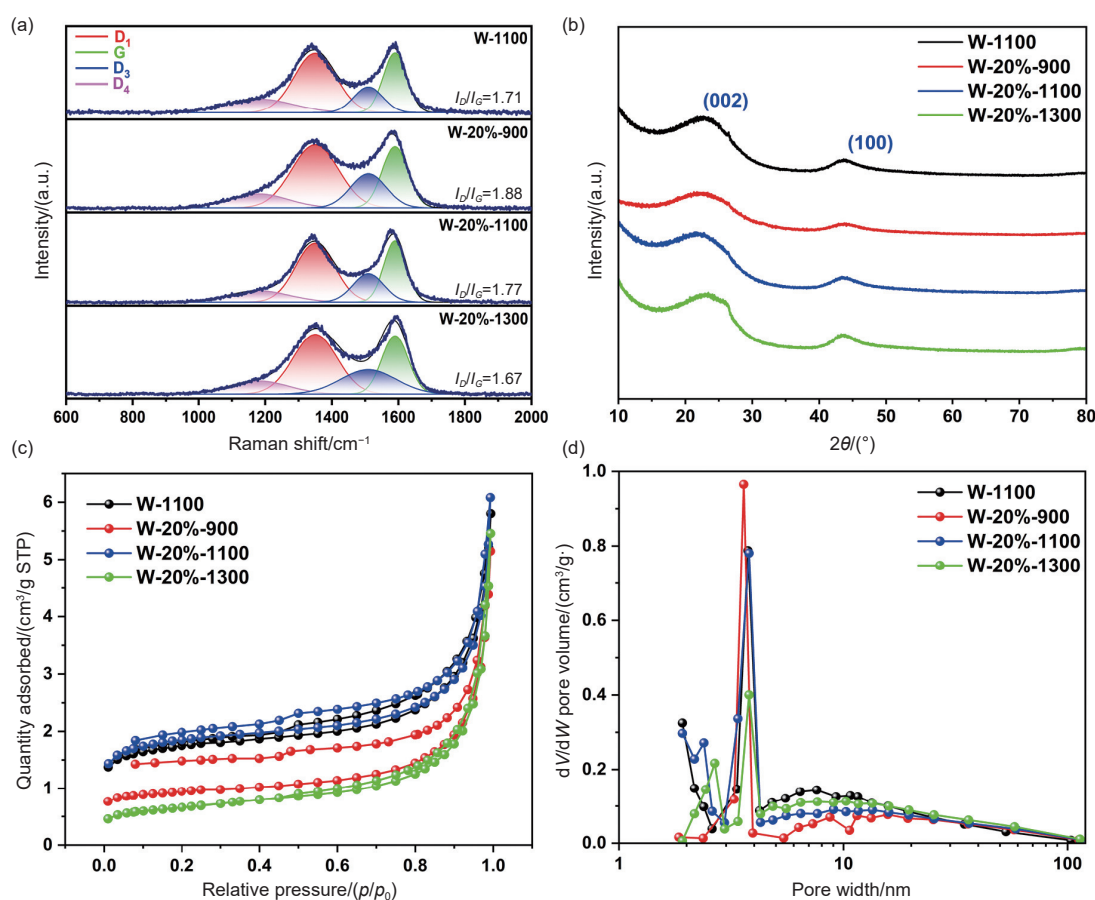 (a)
D1
G
D3
D4
W-1100
ID/IG=1.71
W-20%-900
ID/IG=1.88
W-20%-1100
ID/IG=1.77
W-20%-1300
ID/IG=1.67
Intensity/(a.u.)
600 800 1000 1200 1400 1600 1800 2000
Raman shift/cm⁻¹
(b)
W-1100
W-20%-900
W-20%-1100
W-20%-1300
(002)
(100)
Intensity/(a.u.)
10 20 30 40 50 60 70 80
2θ/(°)
(c)
W-1100
W-20%-900
W-20%-1100
W-20%-1300
Quantity adsorbed/(cm³/g STP)
6
5
4
3
2
1
0
0.0 0.2 0.4 0.6 0.8 1.0
Relative pressure/(p/p0)
(d)
W-1100
W-20%-900
W-20%-1100
W-20%-1300
dV/dW pore volume/(cm³/g·)
1.0
0.8
0.6
0.4
0.2
0.0
1 10 100
Pore width/nm